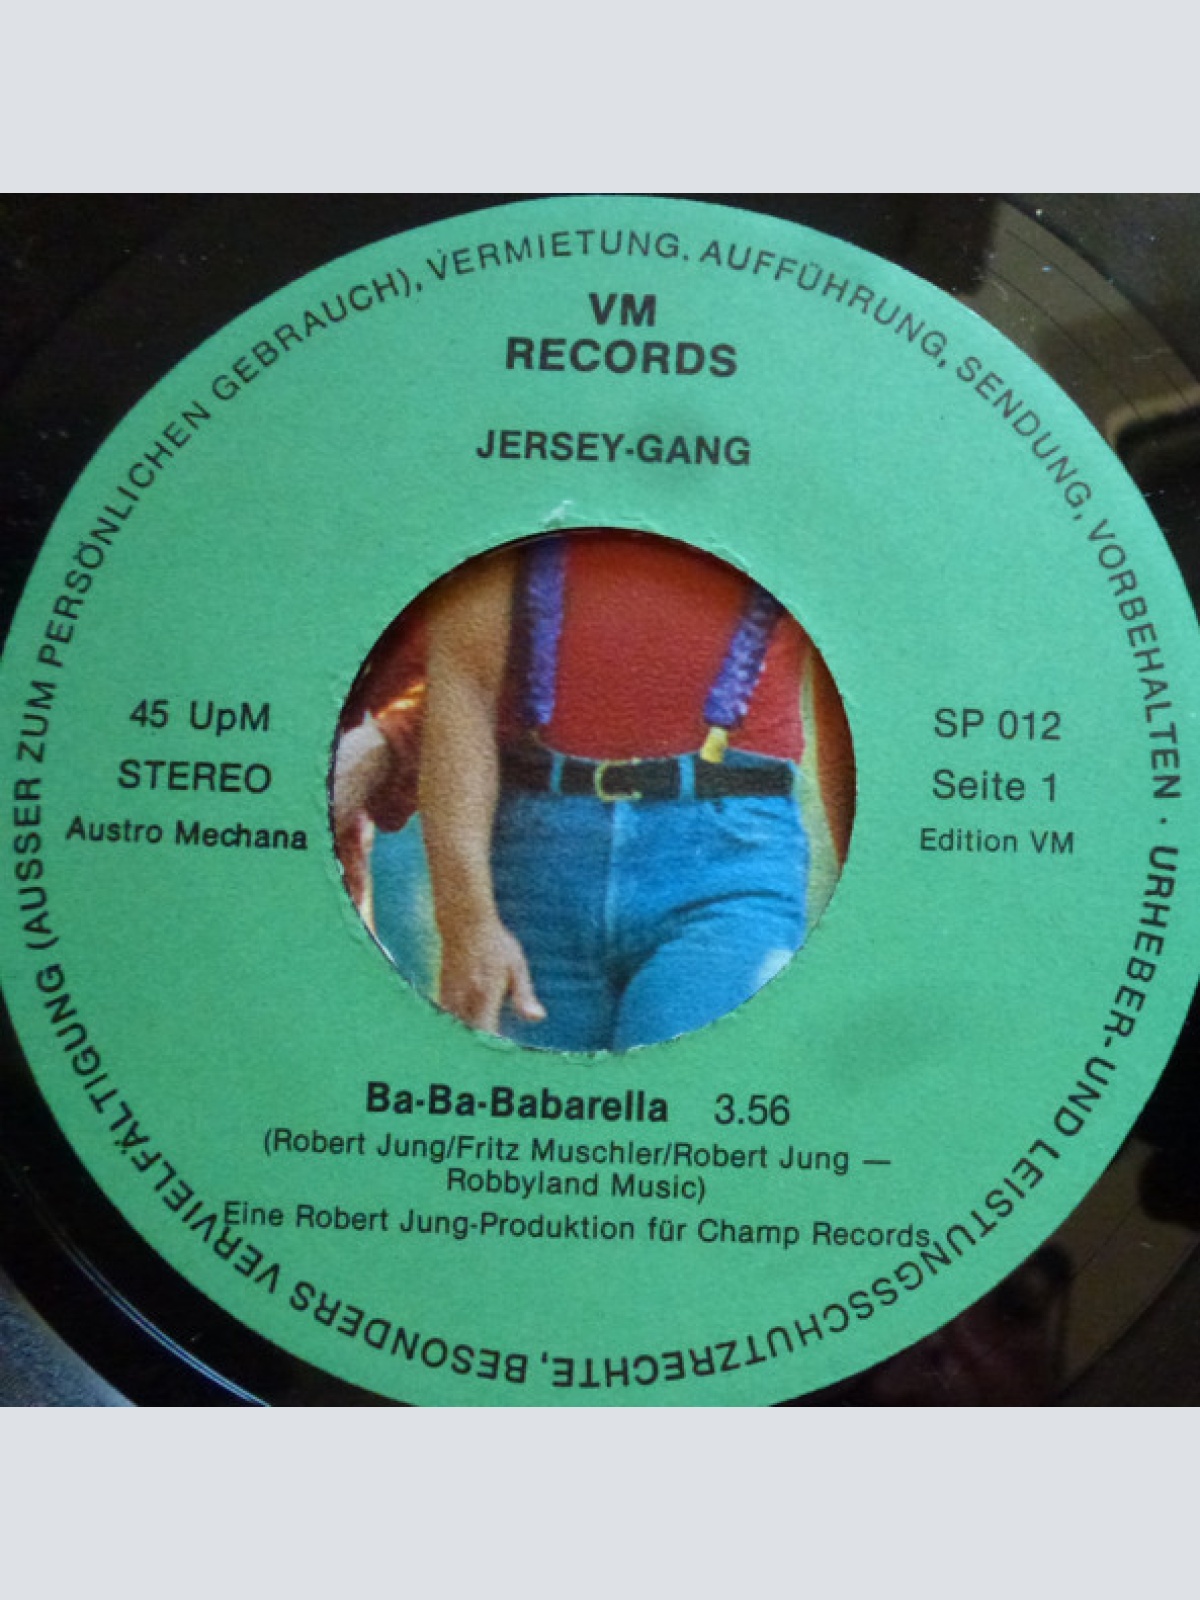 URHEBER- UND LEISTUNGSSCHUTZRECHTE, BESONDERS VERVIELFÄLTIGUNG (AUSSER ZUM PERSÖNLICHEN GEBRAUCH), VERMIETUNG. AUFFÜHRUNG, SENDUNG, VORBEHALTEN ·
VM
RECORDS
JERSEY-GANG
45 UpM
STEREO
Austro Mechana
SP 012
Seite 1
Edition VM
Ba-Ba-Babarella 3.56
(Robert Jung/Fritz Muschler/Robert Jung —
Robbyland Music)
Eine Robert Jung-Produktion für Champ Records